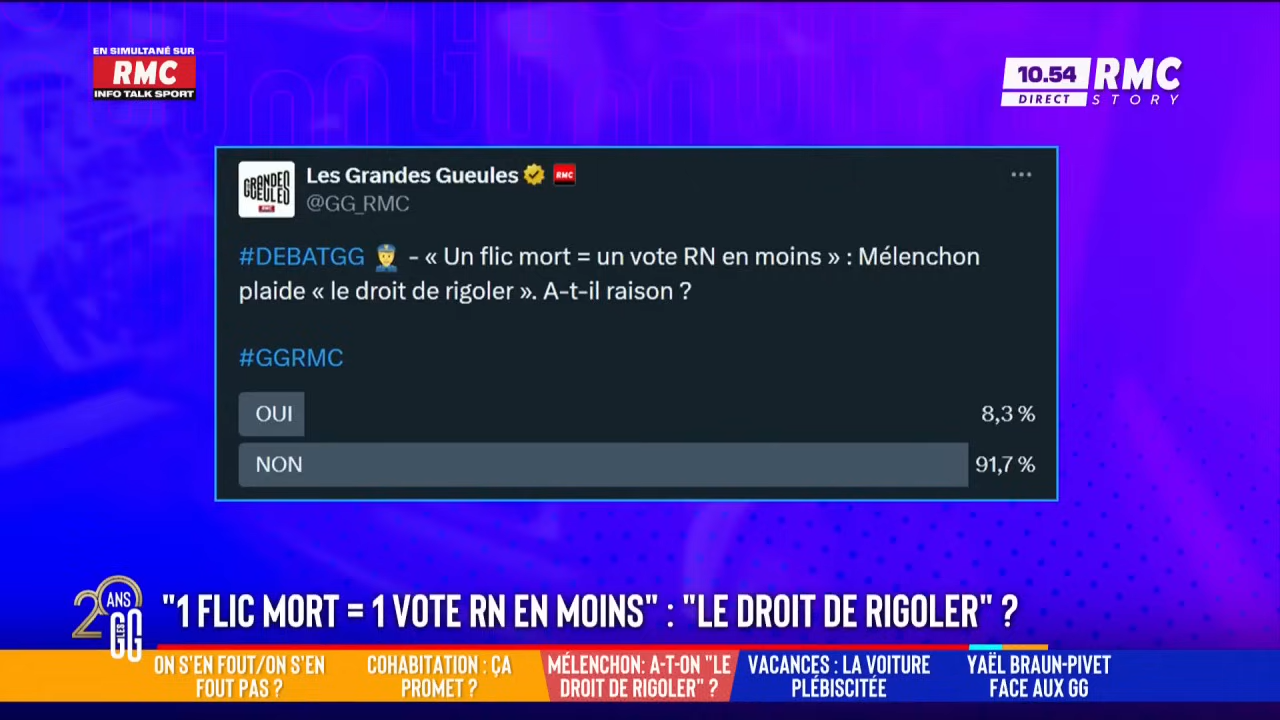 EN SIMULTANÉ SUR
RMC
INFO TALK SPORT
10.54
DIRECT
RMC
STORY
GRANDES
GUEULES
RMC
Les Grandes Gueules
RMC
@GG_RMC
#DEBATGG 👮 - « Un flic mort = un vote RN en moins » : Mélenchon
plaide « le droit de rigoler ». A-t-il raison ?
#GGRMC
OUI 8,3 %
NON 91,7 %
20 ANS
LES
GG
"1 FLIC MORT = 1 VOTE RN EN MOINS" : "LE DROIT DE RIGOLER" ?
ON S'EN FOUT/ON S'EN
FOUT PAS ?
COHABITATION : ÇA
PROMET ?
MÉLENCHON: A-T-ON "LE
DROIT DE RIGOLER" ?
VACANCES : LA VOITURE
PLÉBISCITÉE
YAËL BRAUN-PIVET
FACE AUX GG